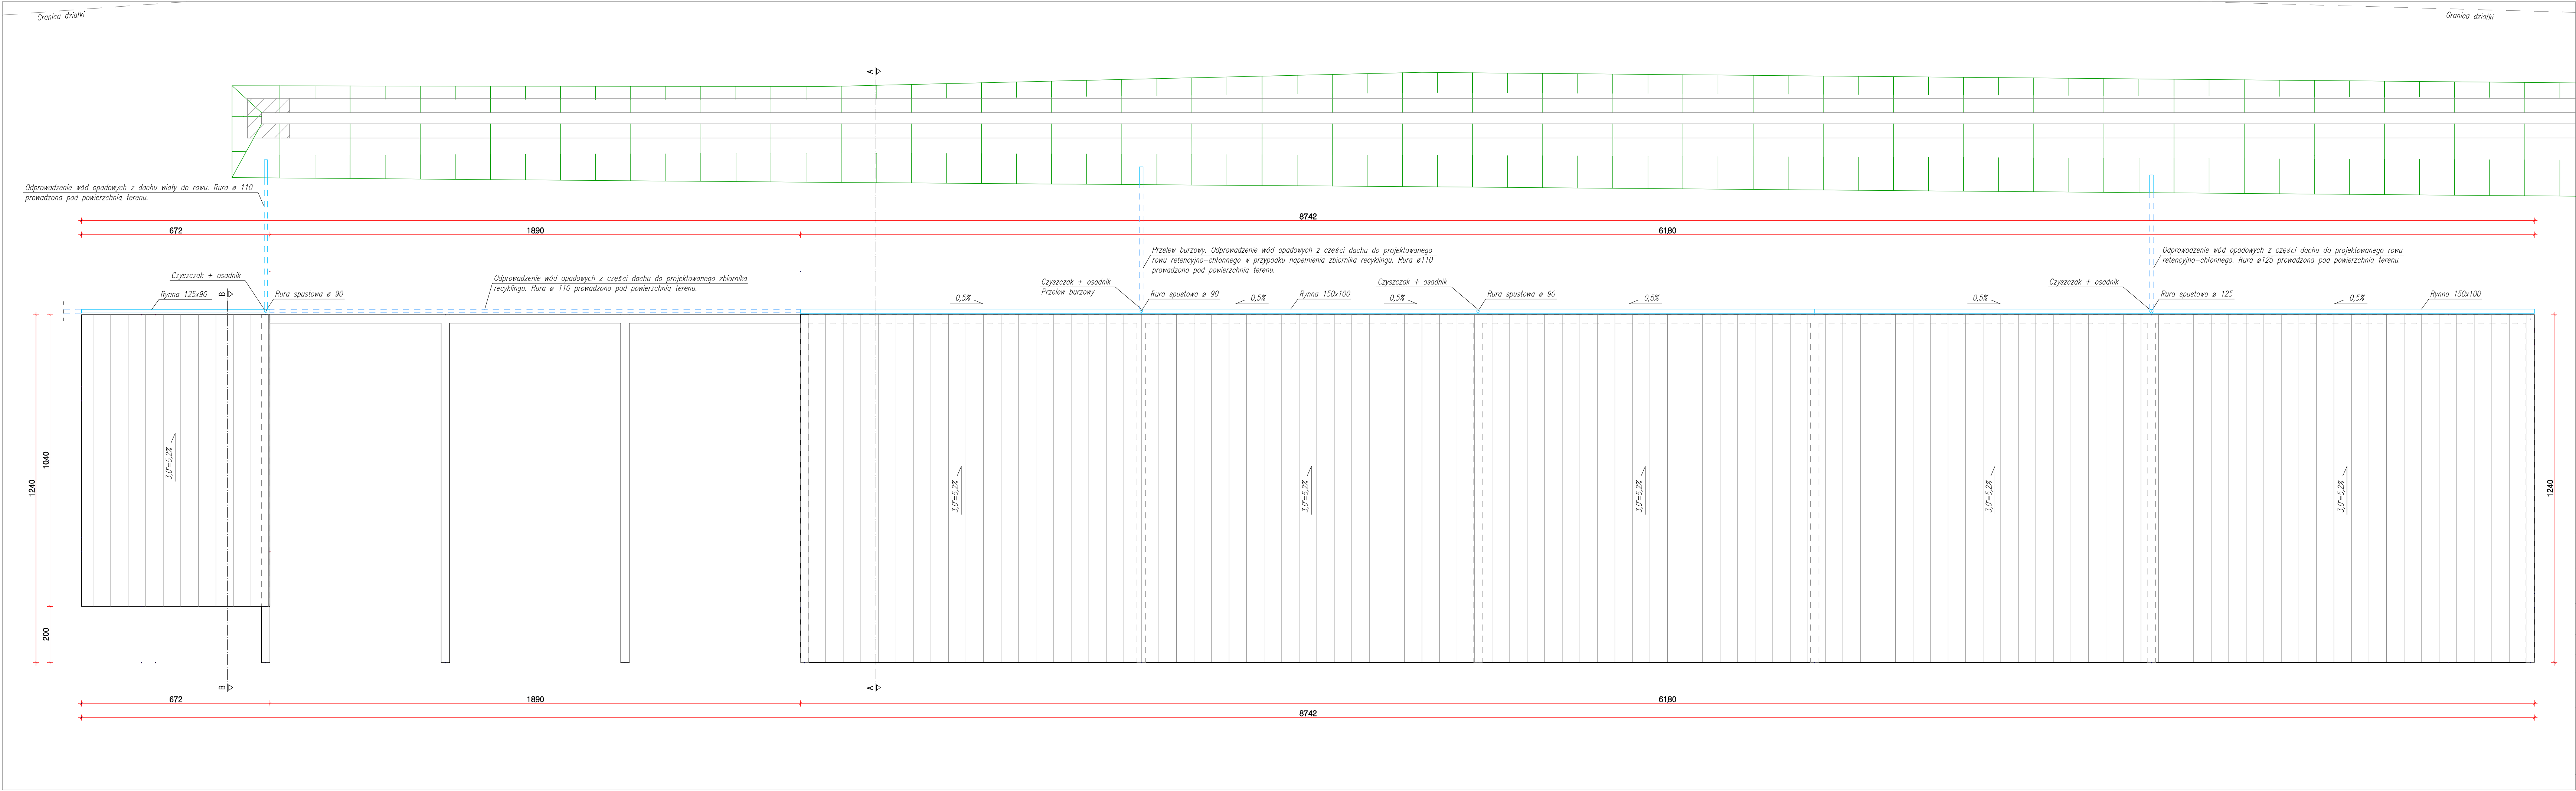 Granica działki
Granica działki
A
Odprowadzenie wód opadowych z dachu wiaty do rowu. Rura ø 110
prowadzona pod powierzchnią terenu.
8742
672
1890
6180
Przelew burzowy. Odprowadzenie wód opadowych z części dachu do projektowanego
rowu retencyjno-chłonnego w przypadku napełnienia zbiornika recyklingu. Rura ø110
prowadzona pod powierzchnią terenu.
Odprowadzenie wód opadowych z części dachu do projektowanego rowu
retencyjno-chłonnego. Rura ø125 prowadzona pod powierzchnią terenu.
Czyszczak + osadnik
Odprowadzenie wód opadowych z części dachu do projektowanego zbiornika
recyklingu. Rura ø 110 prowadzona pod powierzchnią terenu.
Czyszczak + osadnik
Przelew burzowy
Czyszczak + osadnik
Czyszczak + osadnik
Rynna 125x90
B
Rura spustowa ø 90
0,5%
Rura spustowa ø 90
0,5%
Rynna 150x100
0,5%
Rura spustowa ø 90
0,5%
0,5%
Rura spustowa ø 125
0,5%
Rynna 150x100
1240
1040
200
3,0°=5,2%
3,0°=5,2%
3,0°=5,2%
3,0°=5,2%
3,0°=5,2%
3,0°=5,2%
1240
B
A
672
1890
6180
8742